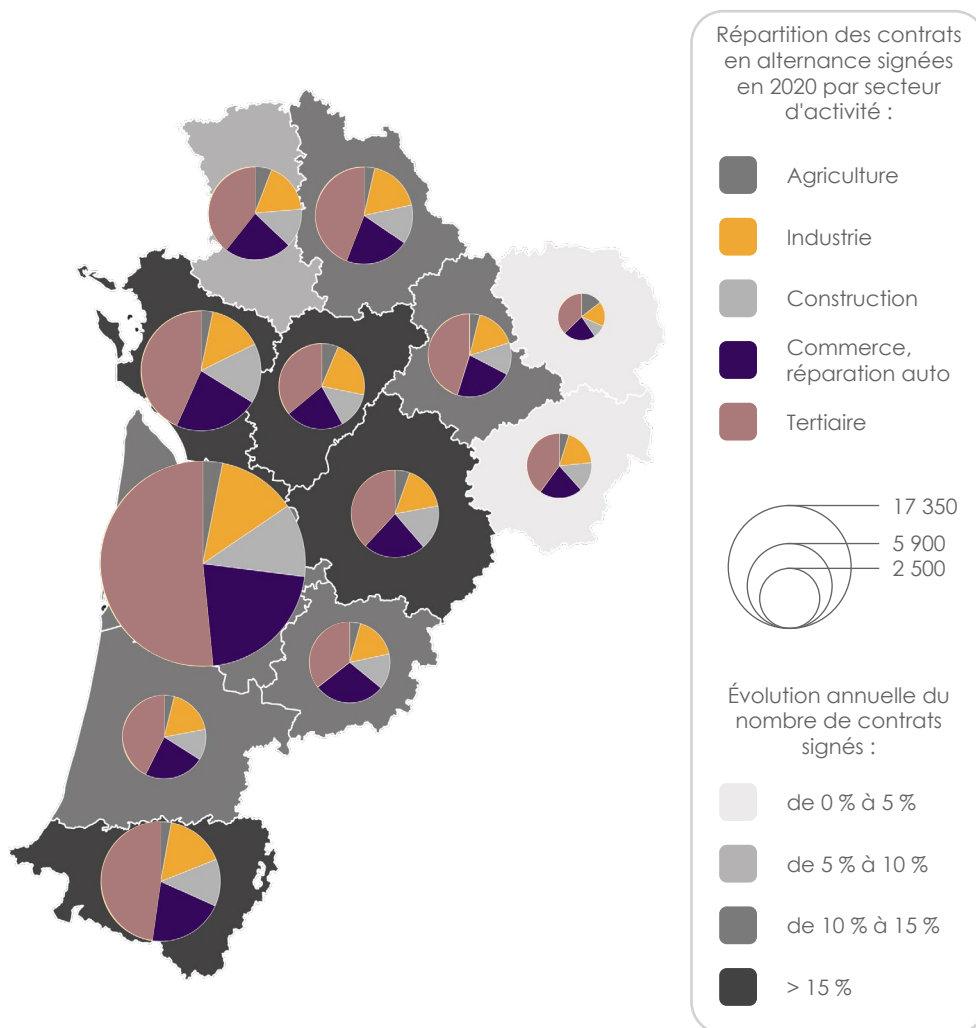 Répartition des contrats
en alternance signées
en 2020 par secteur
d'activité :
Agriculture
Industrie
Construction
Commerce,
réparation auto
Tertiaire
17 350
5 900
2 500
Évolution annuelle du
nombre de contrats
signés :
de 0 % à 5 %
de 5 % à 10 %
de 10 % à 15 %
> 15 %